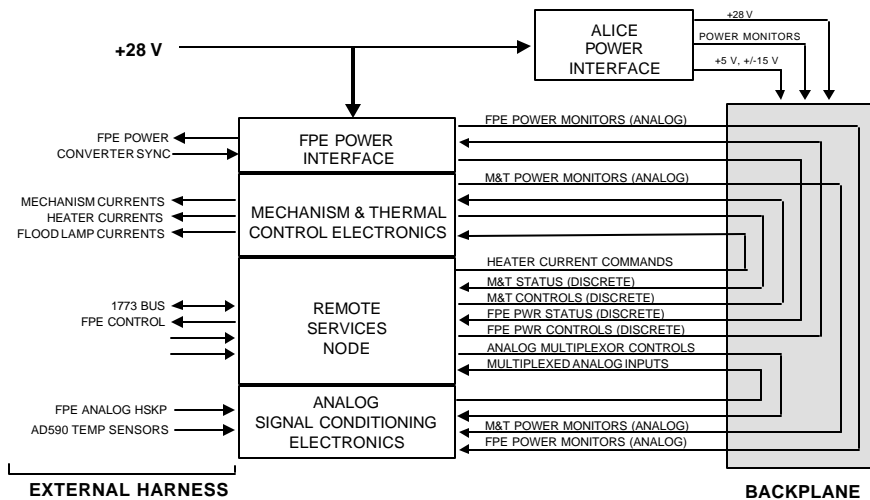 +28 V
ALICE
POWER
INTERFACE
+28 V
POWER MONITORS
+5 V, +/-15 V
FPE POWER
CONVERTER SYNC
FPE POWER
INTERFACE
FPE POWER MONITORS (ANALOG)
M&T POWER MONITORS (ANALOG)
MECHANISM CURRENTS
HEATER CURRENTS
FLOOD LAMP CURRENTS
MECHANISM & THERMAL
CONTROL ELECTRONICS
HEATER CURRENT COMMANDS
M&T STATUS (DISCRETE)
M&T CONTROLS (DISCRETE)
FPE PWR STATUS (DISCRETE)
FPE PWR CONTROLS (DISCRETE)
ANALOG MULTIPLEXOR CONTROLS
MULTIPLEXED ANALOG INPUTS
1773 BUS
FPE CONTROL
REMOTE
SERVICES
NODE
FPE ANALOG HSKP
AD590 TEMP SENSORS
ANALOG
SIGNAL CONDITIONING
ELECTRONICS
M&T POWER MONITORS (ANALOG)
FPE POWER MONITORS (ANALOG)
EXTERNAL HARNESS
BACKPLANE